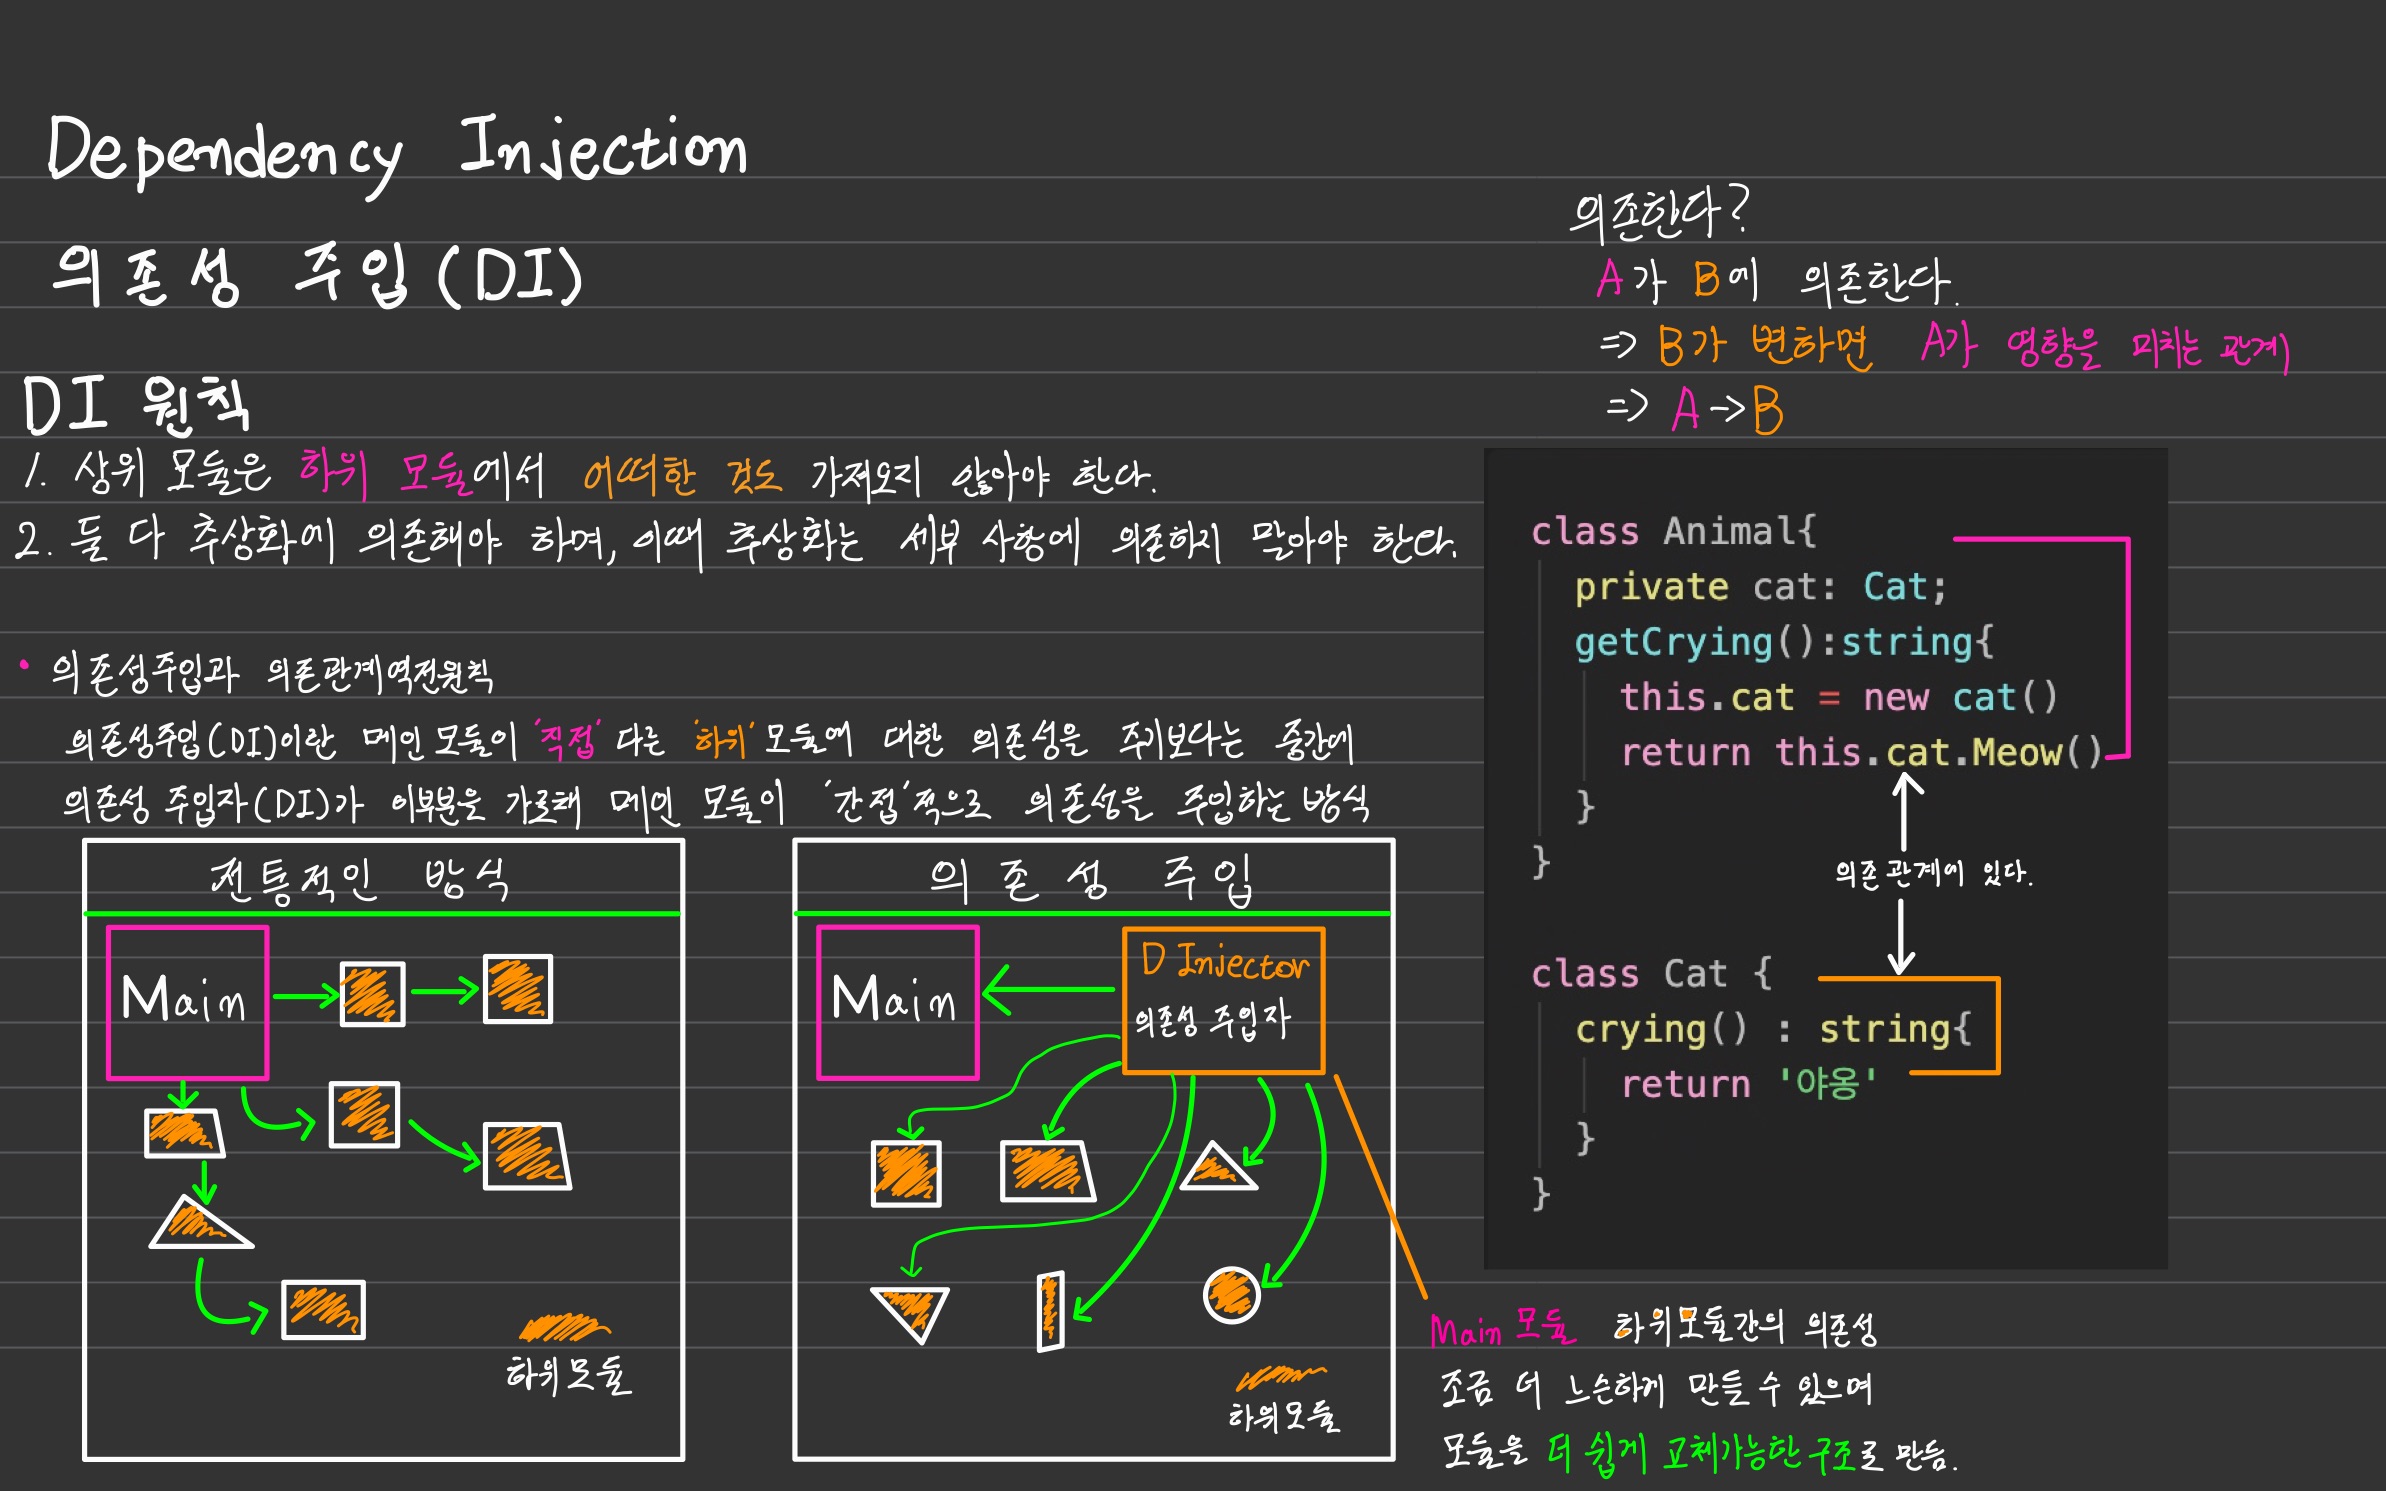 Dependency Injection
의존성 주입(DI)
DI 원칙
1. 상위 모듈은 하위 모듈에서 어떠한 것도 가져오지 않아야 한다.
2. 둘 다 추상화에 의존해야 하며, 이때 추상화는 세부 사항에 의존하지 말아야 한다.
• 의존성주입과 의존관계역전원칙
의존성주입(DI)이란 메인 모듈이 '직접' 다른 '하위' 모듈에 대한 의존성을 주기보다는 중간에
의존성 주입자(DI)가 이부분을 가로채 메인 모듈이 '간접'적으로 의존성을 주입하는 방식
전통적인 방식
Main
하위모듈
의존성 주입
Main
D Injector
의존성 주입자
하위모듈
의존한다?
A가 B에 의존한다.
=> B가 변하면 A가 영향을 미치는 관계
=> A → B
class Animal{
private cat: Cat;
getCrying():string{
this.cat = new cat()
return this.cat.Meow()
}
}
의존관계에 있다.
class Cat {
crying() : string{
return '야옹'
}
}
Main 모듈 하위모듈간의 의존성
조금 더 느슨하게 만들 수 있으며
모듈을 더 쉽게 교체가능한 구조로 만듬.